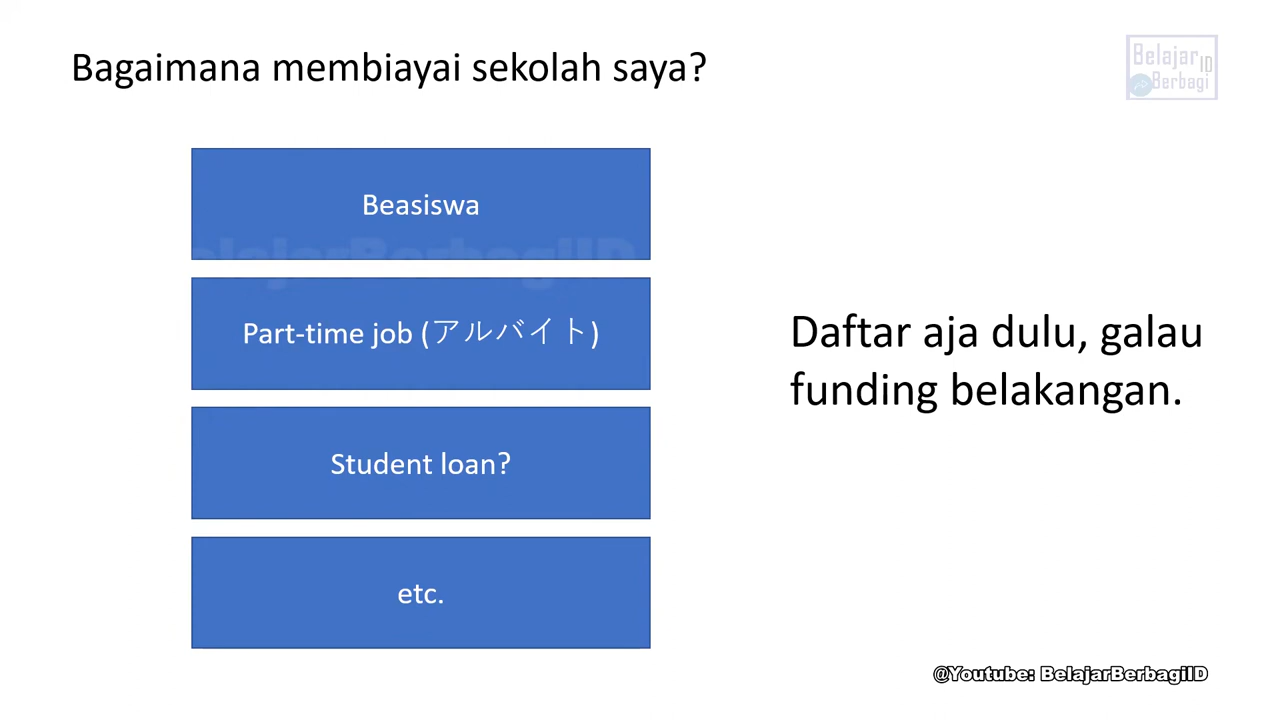 Bagaimana membiayai sekolah saya?
Belajar
ID
Berbagi
Beasiswa
BelajarBerbagiID
Part-time job (アルバイト)
Daftar aja dulu, galau
funding belakangan.
Student loan?
etc.
@Youtube: BelajarBerbagiID